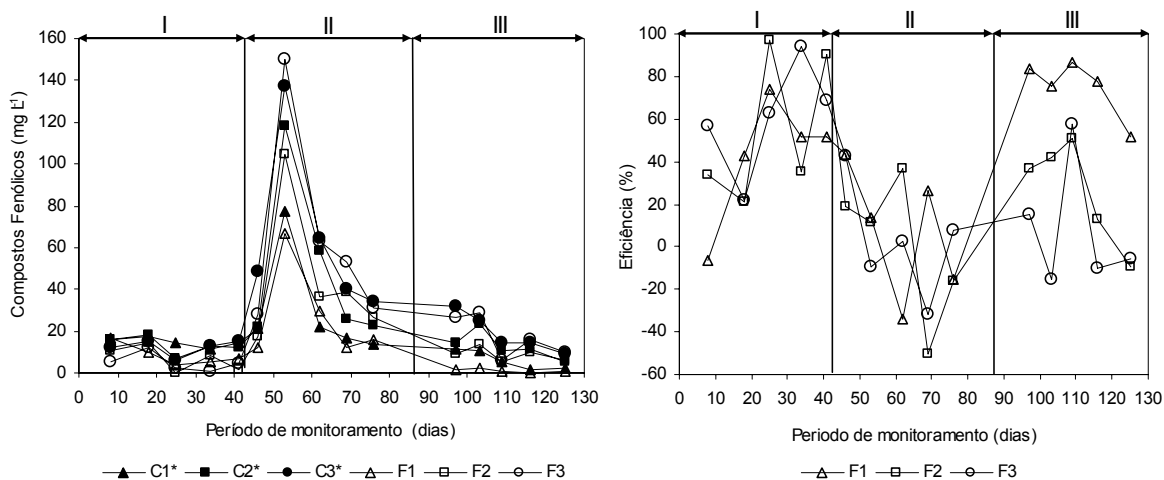 I II III
160
140
120
100
80
60
40
20
0
0 10 20 30 40 50 60 70 80 90 100 110 120 130
Compostos Fenólicos (mg L-1)
Período de monitoramento (dias)
C1* C2* C3* F1 F2 F3
I II III
100
80
60
40
20
0
-20
-40
-60
0 10 20 30 40 50 60 70 80 90 100 110 120 130
Eficiência (%)
Periodo de monitoramento (dias)
F1 F2 F3